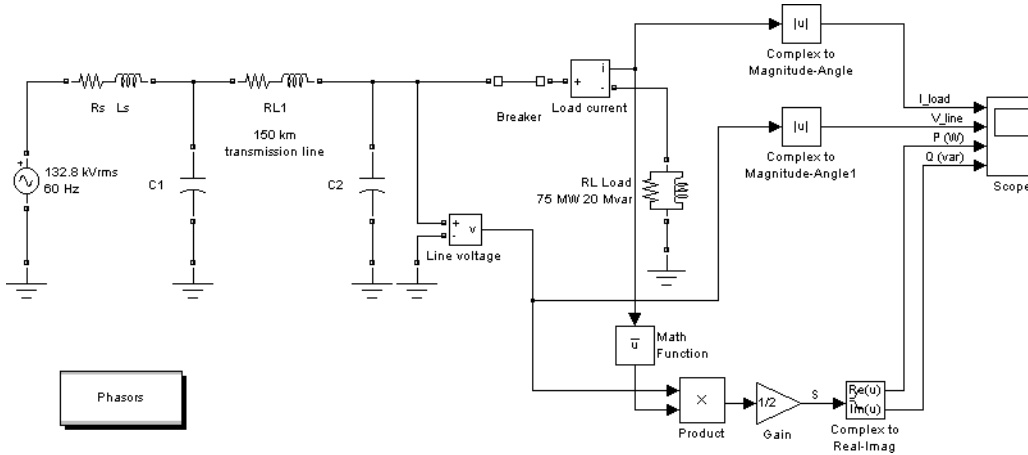 |u|
Complex to
Magnitude-Angle
Rs Ls
RL1
150 km
transmission line
Breaker
+
i
-
Load current
I_load
V_line
P (W)
Q (var)
Scope
|u|
Complex to
Magnitude-Angle1
+
132.8 kVrms
60 Hz
C1
C2
RL Load
75 MW 20 Mvar
+
-
v
Line voltage
u
Math
Function
Phasors
×
Product
1/2
Gain
S
Re(u)
Im(u)
Complex to
Real-Imag